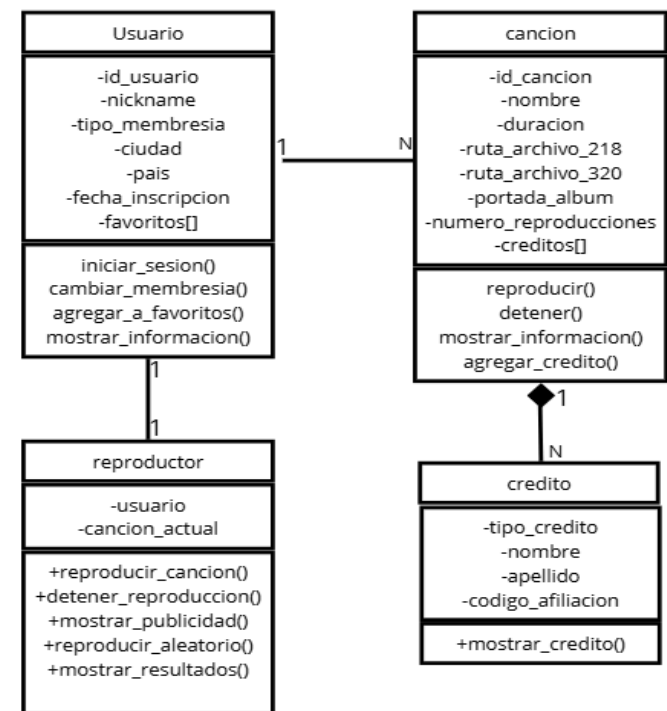 Usuario
-id_usuario
-nickname
-tipo_membresia
-ciudad
-pais
-fecha_inscripcion
-favoritos[]
iniciar_sesion()
cambiar_membresia()
agregar_a_favoritos()
mostrar_informacion()
1
N
cancion
-id_cancion
-nombre
-duracion
-ruta_archivo_218
-ruta_archivo_320
-portada_album
-numero_reproducciones
-creditos[]
reproducir()
detener()
mostrar_informacion()
agregar_credito()
1
1
reproductor
-usuario
-cancion_actual
+reproducir_cancion()
+detener_reproduccion()
+mostrar_publicidad()
+reproducir_aleatorio()
+mostrar_resultados()
1
N
credito
-tipo_credito
-nombre
-apellido
-codigo_afiliacion
+mostrar_credito()